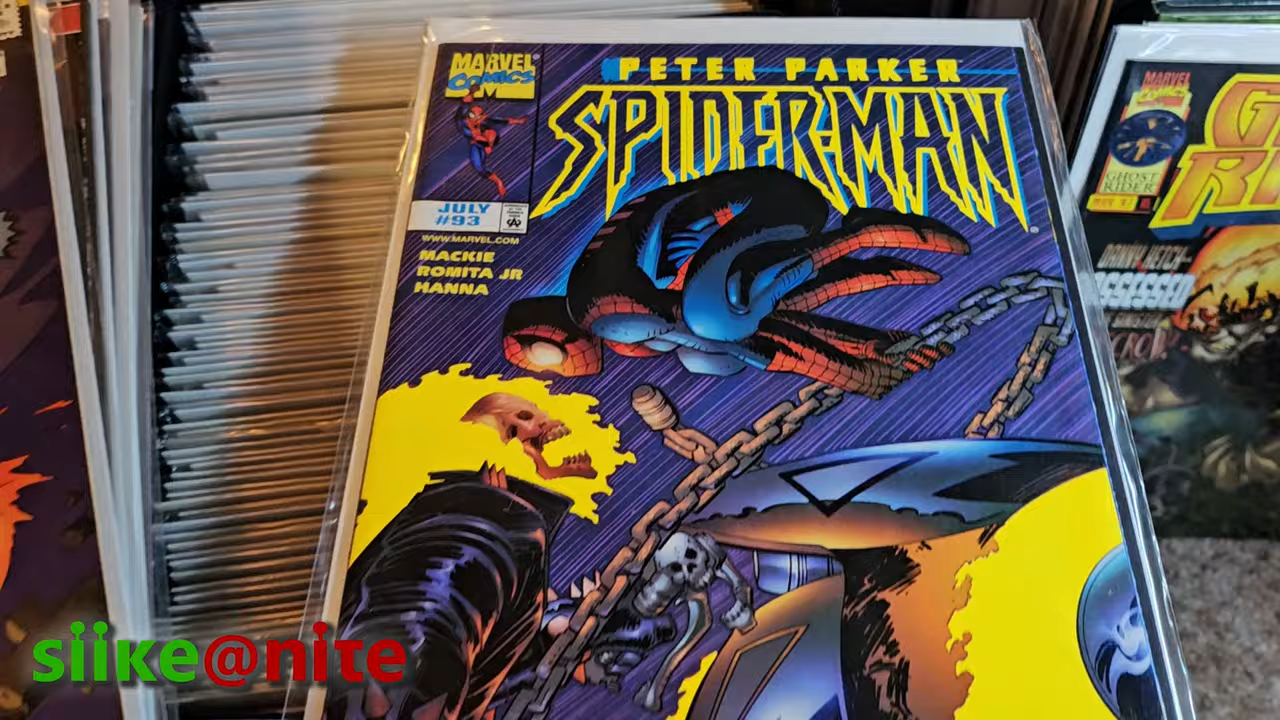 MARVEL
COMICS
PETER PARKER
SPIDER-MAN
JULY
#93
WWW.MARVEL.COM
MACKIE
ROMITA JR
HANNA
MARVEL
COMICS
GHOST
RIDER
siike@nite